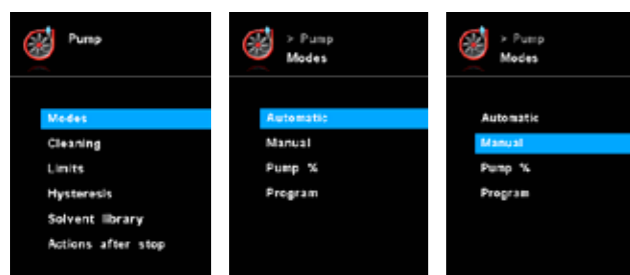 Pump
Modes
Cleaning
Limits
Hysteresis
Solvent library
Actions after stop
> Pump
Modes
Automatic
Manual
Pump %
Program
> Pump
Modes
Automatic
Manual
Pump %
Program